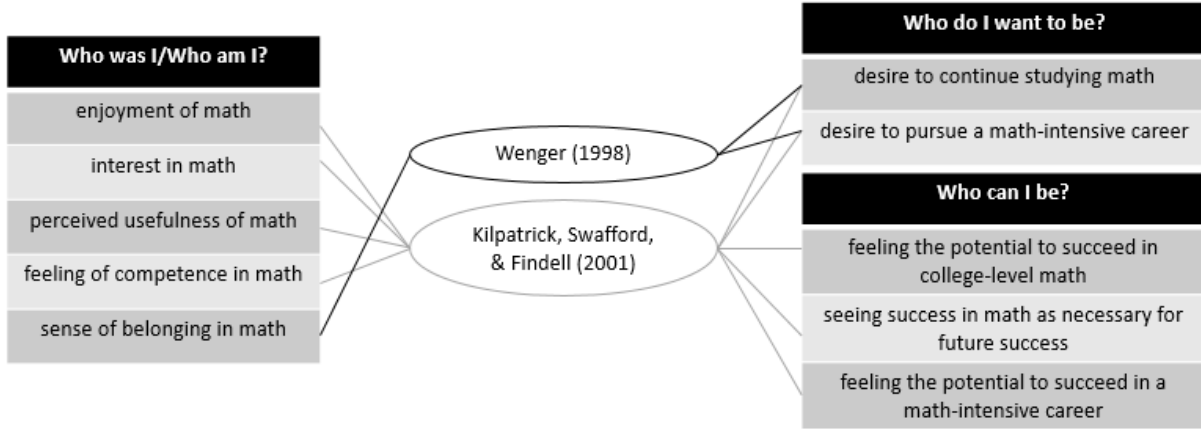 Who was I/Who am I?
enjoyment of math
interest in math
perceived usefulness of math
feeling of competence in math
sense of belonging in math
Wenger (1998)
Kilpatrick, Swafford,
& Findell (2001)
Who do I want to be?
desire to continue studying math
desire to pursue a math-intensive career
Who can I be?
feeling the potential to succeed in
college-level math
seeing success in math as necessary for
future success
feeling the potential to succeed in a
math-intensive career